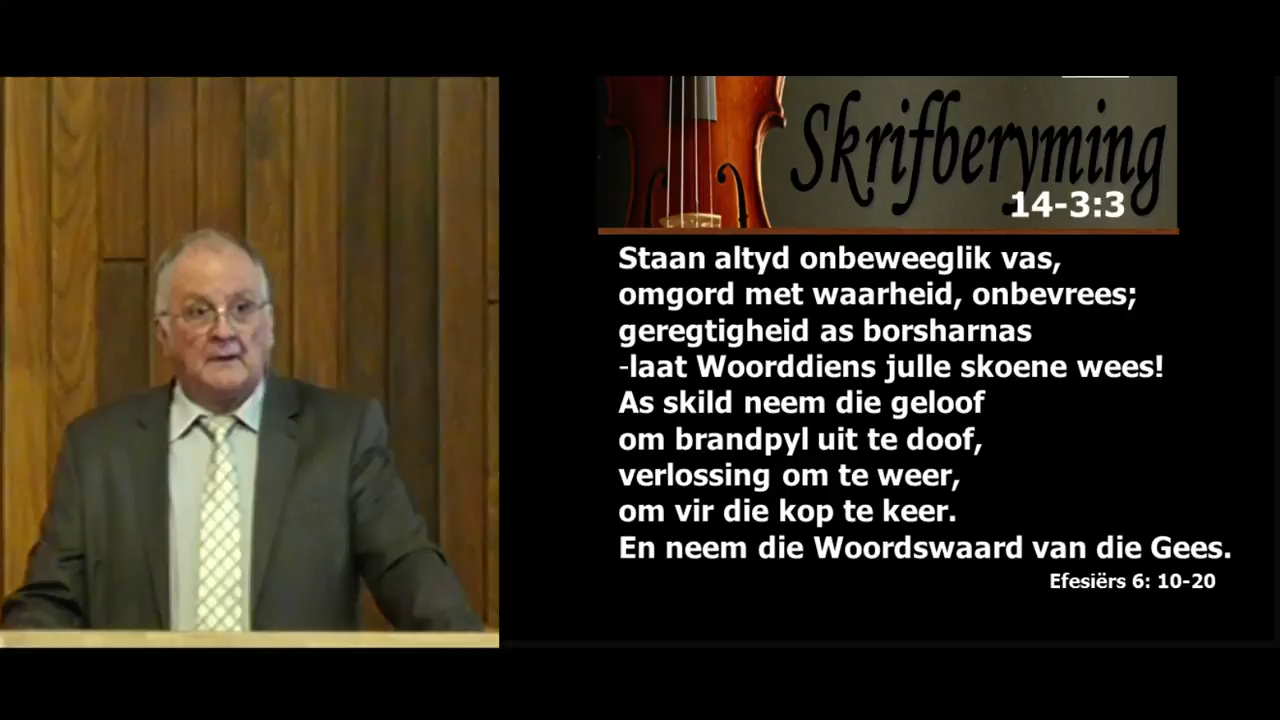 Skrifberyming
14-3:3
Staan altyd onbeweeglik vas,
omgord met waarheid, onbevrees;
geregtigheid as borsharnas
-laat Woorddiens julle skoene wees!
As skild neem die geloof
om brandpyl uit te doof,
verlossing om te weer,
om vir die kop te keer.
En neem die Woordswaard van die Gees.
Efesiërs 6: 10-20